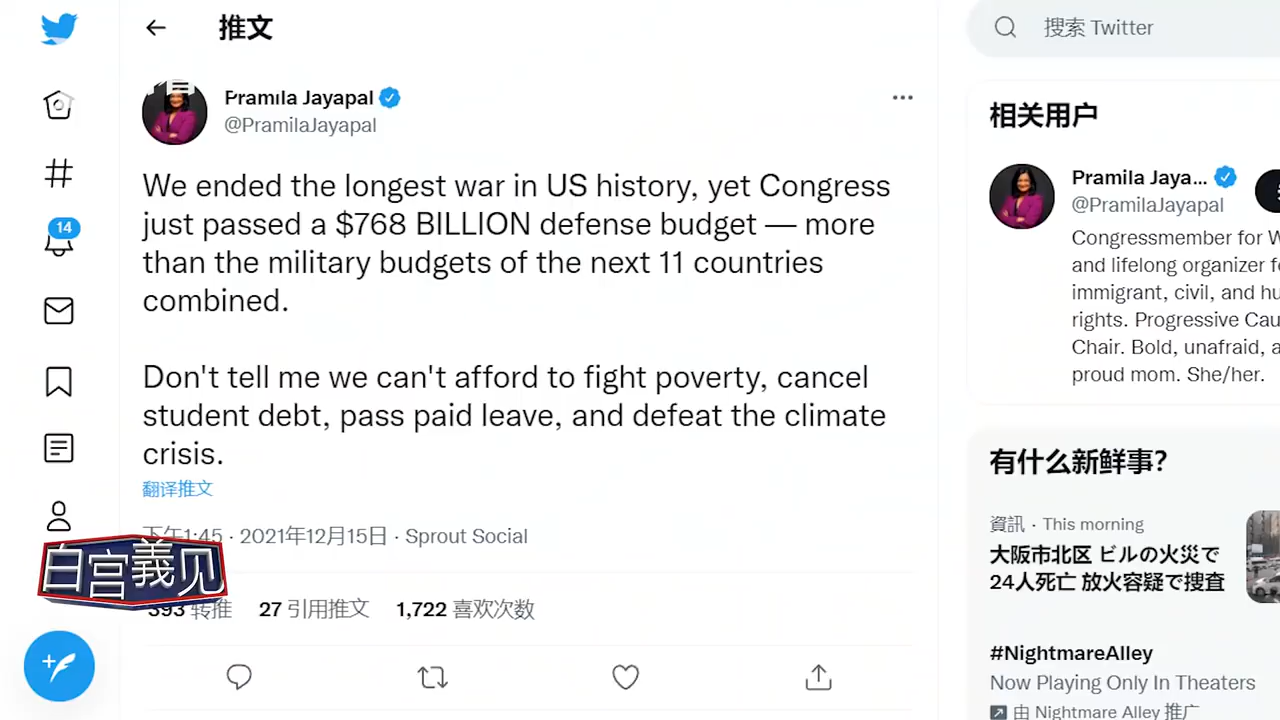 推文
搜索 Twitter
Pramila Jayapal
@PramilaJayapal
We ended the longest war in US history, yet Congress
just passed a $768 BILLION defense budget — more
than the military budgets of the next 11 countries
combined.
Don't tell me we can't afford to fight poverty, cancel
student debt, pass paid leave, and defeat the climate
crisis.
翻译推文
下午1:45 · 2021年12月15日 · Sprout Social
393 转推 27 引用推文 1,722 喜欢次数
14
白宫義见
相关用户
Pramila Jaya...
@PramilaJayapal
Congressmember for
and lifelong organizer
immigrant, civil, and
rights. Progressive
Chair. Bold, unafraid,
proud mom. She/her.
有什么新鲜事?
資訊 · This morning
大阪市北区 ビルの火災で
24人死亡 放火容疑で捜査
#NightmareAlley
Now Playing Only In Theaters
由 Nightmare Alley 推广